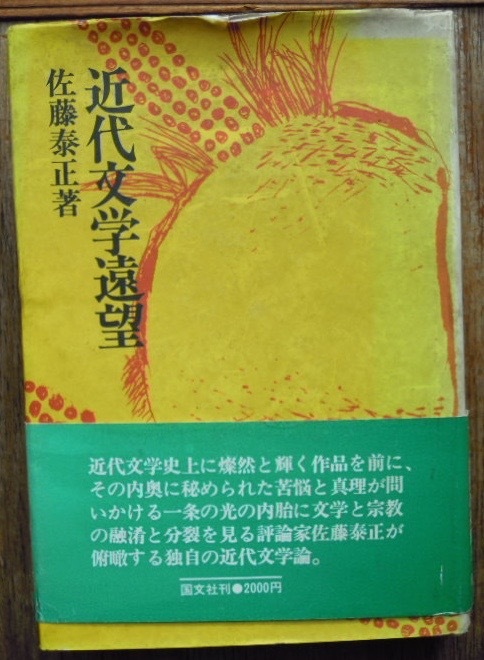 近代文学遠望
佐藤泰正著
近代文学史上に燦然と輝く作品を前に、
その内奥に秘められた苦悩と真理が問
いかける一条の光の内胎に文学と宗教
の融淆と分裂を見る評論家佐藤泰正が
俯瞰する独自の近代文学論。
国文社刊●2000円